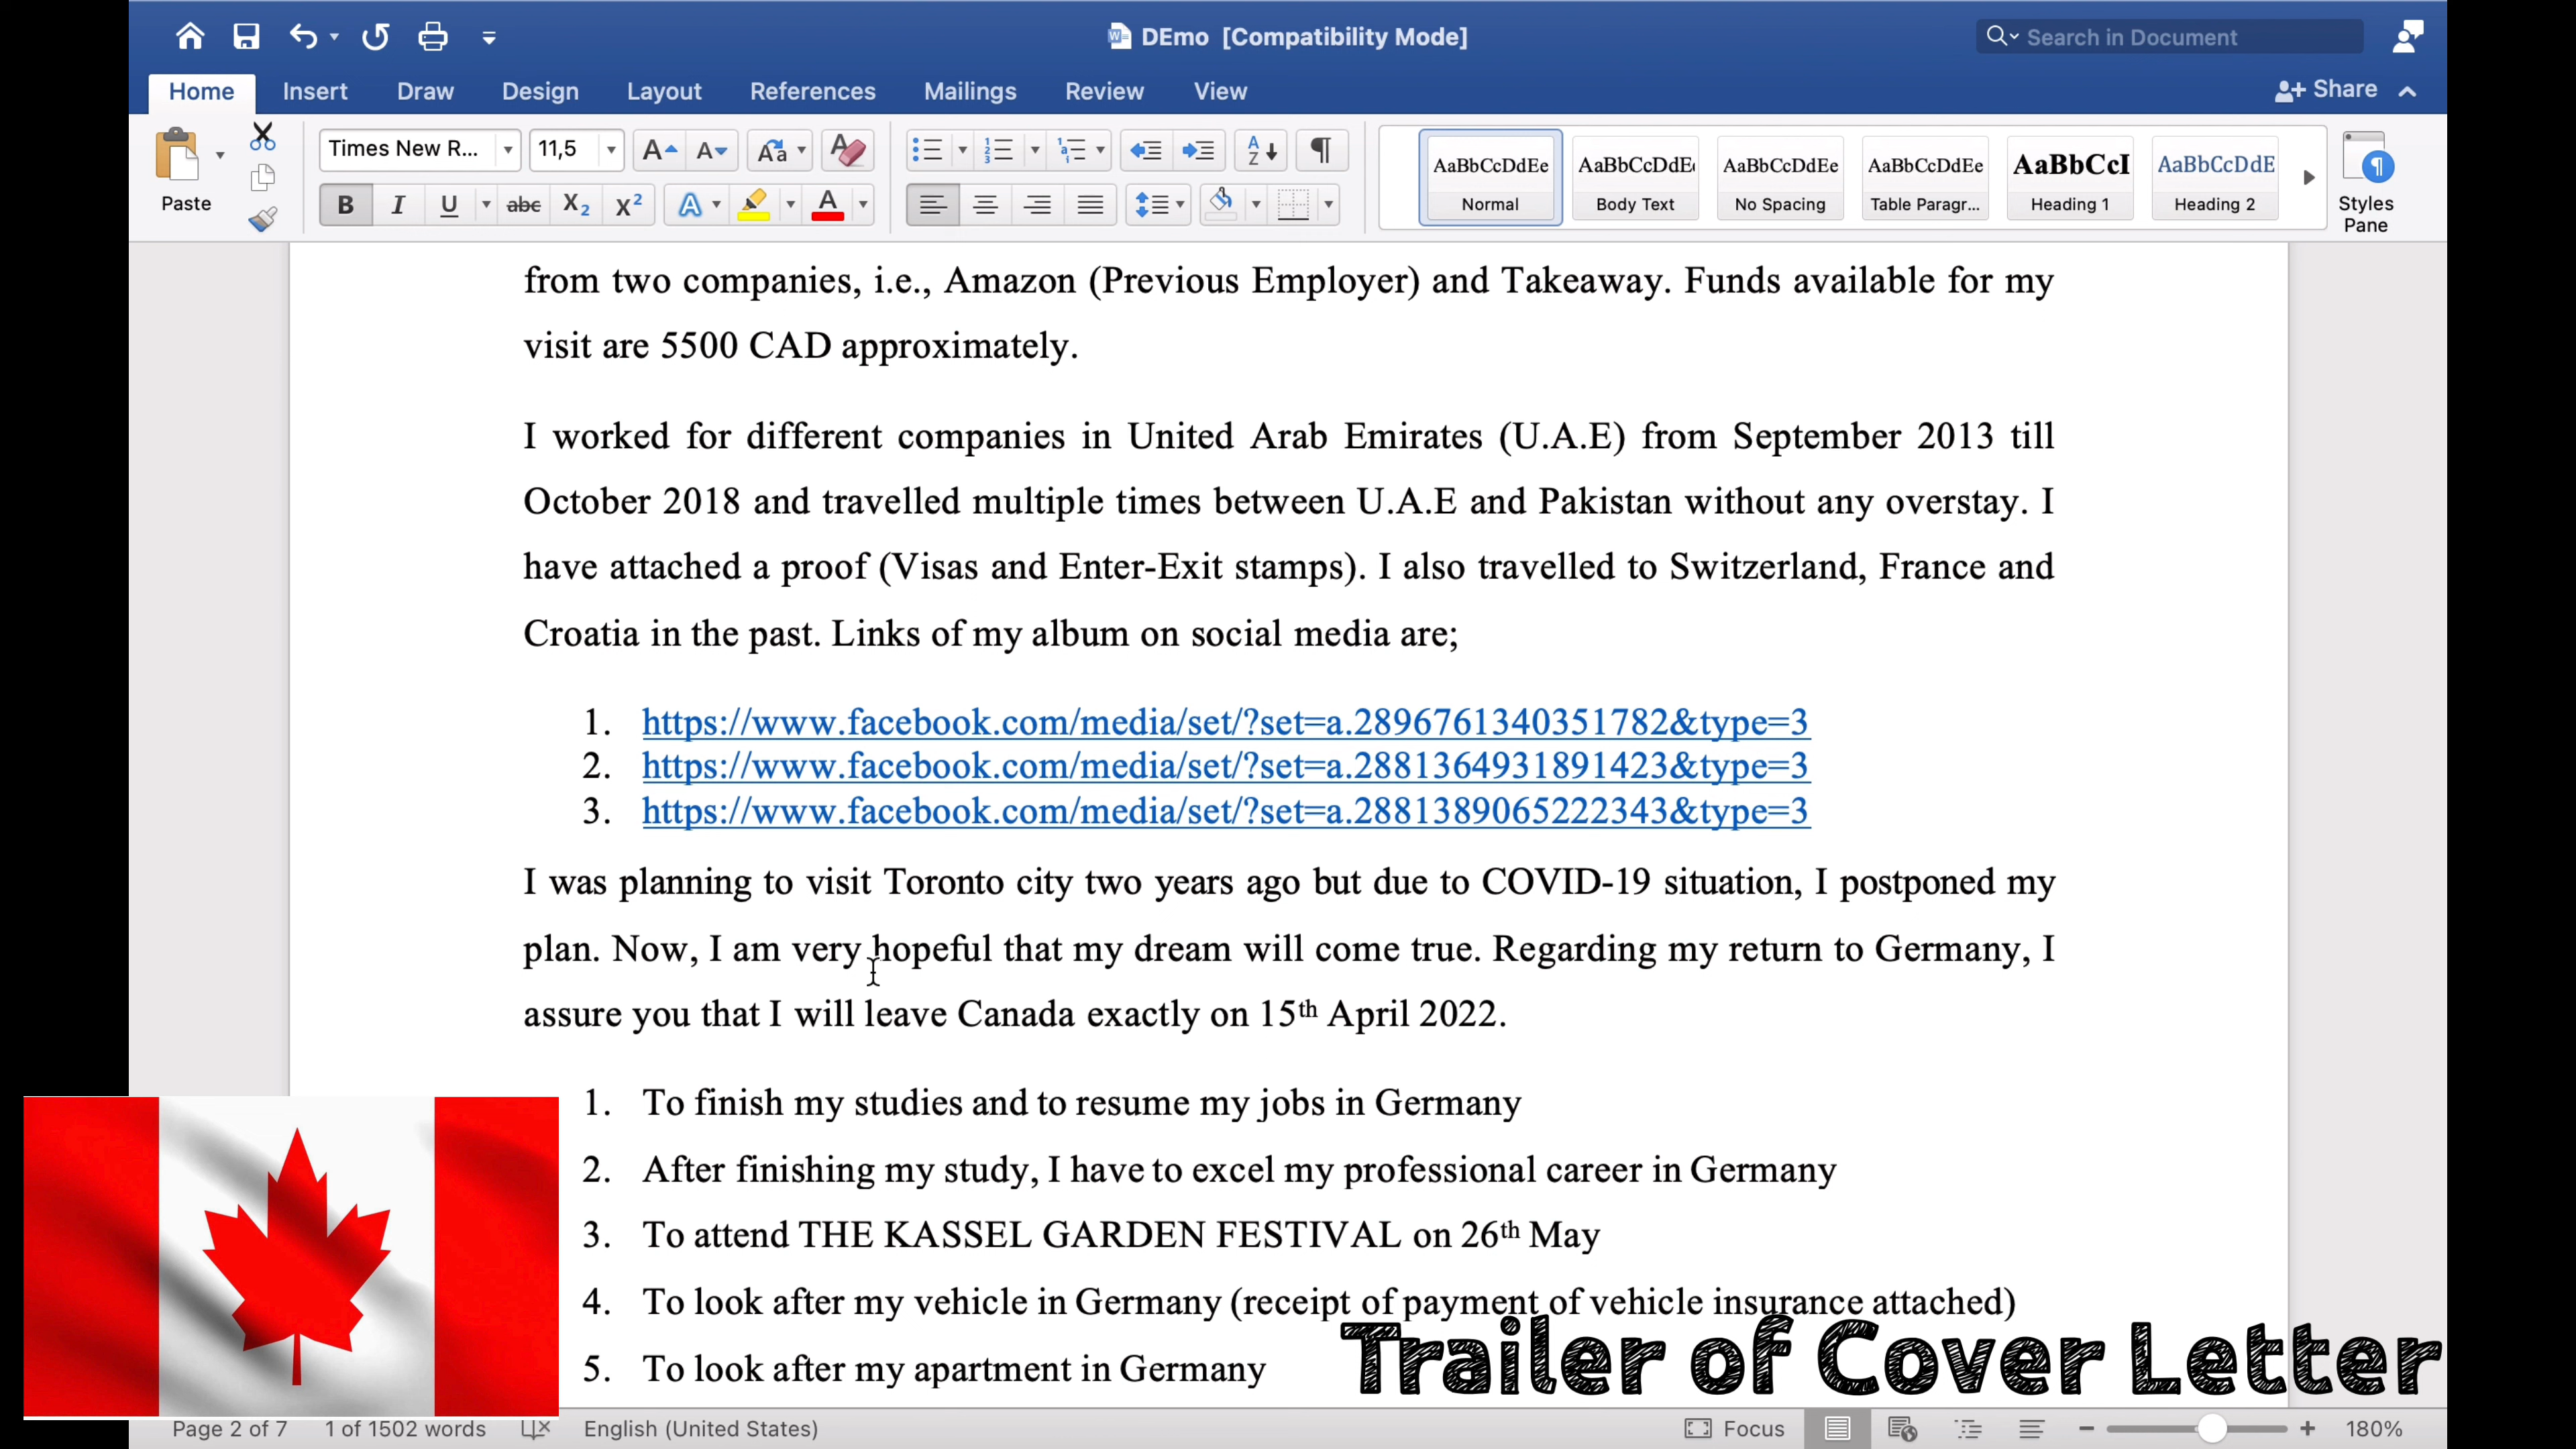 DEmo [Compatibility Mode]
Search in Document
Home Insert Draw Design Layout References Mailings Review View
Share
Paste
Times New R... 11,5
AaBbCcDdEe AaBbCcDdE AaBbCcDdEe AaBbCcDdEe AaBbCcI AaBbCcDdE
Normal Body Text No Spacing Table Paragr... Heading 1 Heading 2
Styles
Pane
from two companies, i.e., Amazon (Previous Employer) and Takeaway. Funds available for my
visit are 5500 CAD approximately.
I worked for different companies in United Arab Emirates (U.A.E) from September 2013 till
October 2018 and travelled multiple times between U.A.E and Pakistan without any overstay. I
have attached a proof (Visas and Enter-Exit stamps). I also travelled to Switzerland, France and
Croatia in the past. Links of my album on social media are;
1. https://www.facebook.com/media/set/?set=a.2896761340351782&type=3
2. https://www.facebook.com/media/set/?set=a.2881364931891423&type=3
3. https://www.facebook.com/media/set/?set=a.2881389065222343&type=3
I was planning to visit Toronto city two years ago but due to COVID-19 situation, I postponed my
plan. Now, I am very hopeful that my dream will come true. Regarding my return to Germany, I
assure you that I will leave Canada exactly on 15th April 2022.
1. To finish my studies and to resume my jobs in Germany
2. After finishing my study, I have to excel my professional career in Germany
3. To attend THE KASSEL GARDEN FESTIVAL on 26th May
4. To look after my vehicle in Germany (receipt of payment of vehicle insurance attached)
5. To look after my apartment in Germany
Trailer of Cover Letter
Page 2 of 7 1 of 1502 words English (United States) Focus 180%